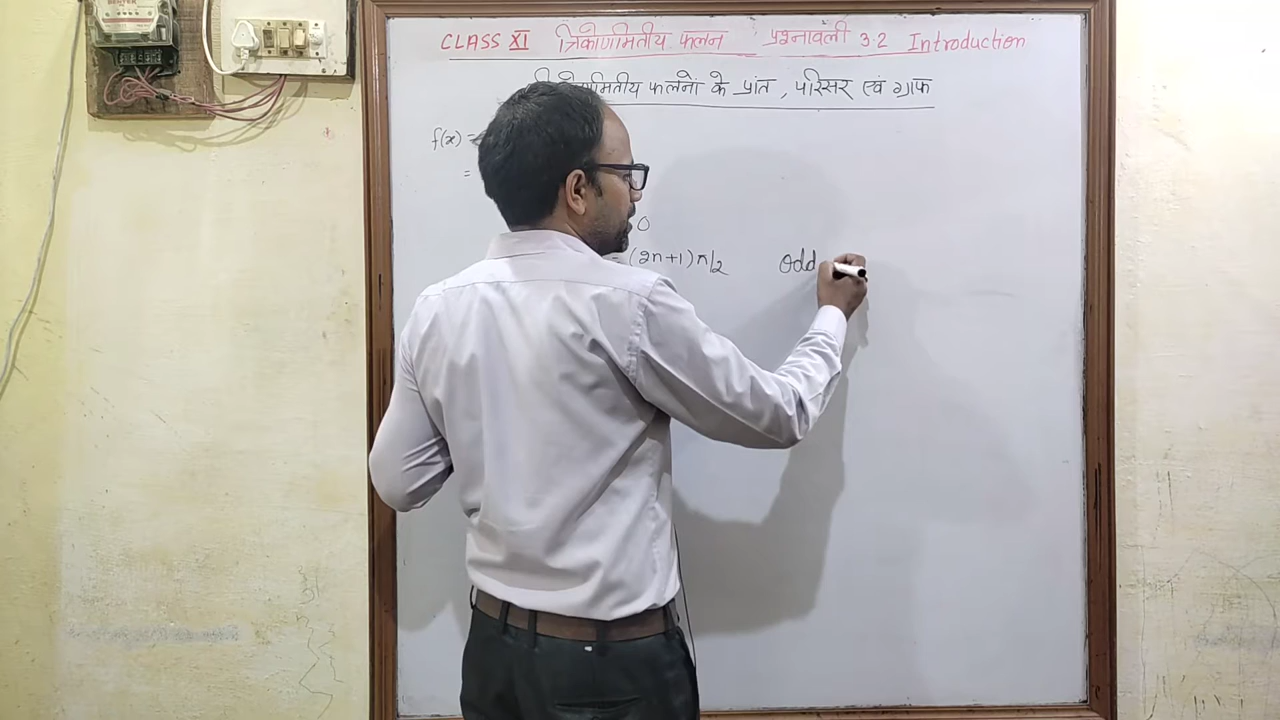 CLASS XI त्रिकोणमितीय फलन प्रश्नावली 3.2 Introduction
त्रिकोणमितीय फलनों के प्रांत, परिसर एवं ग्राफ
f(x) =
=
0
= (2n+1) π/2 odd